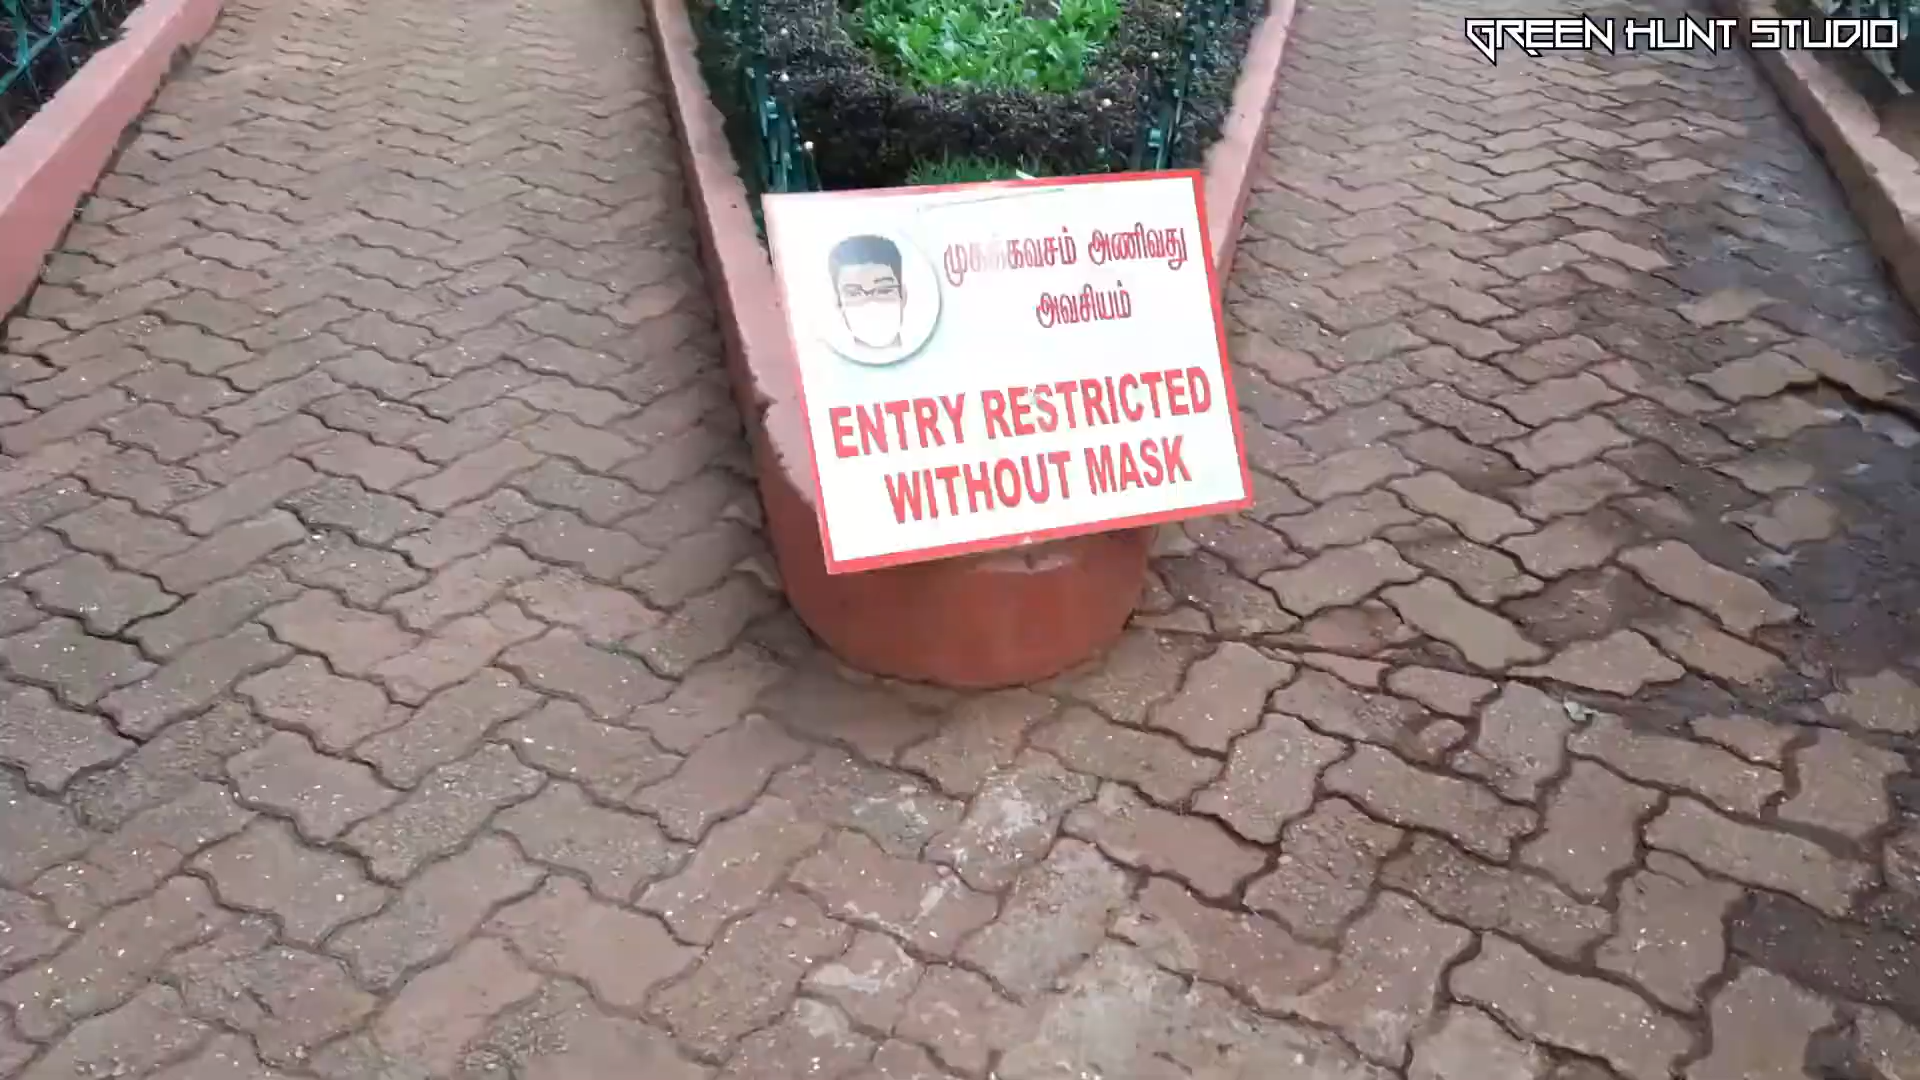 GREEN HUNT STUDIO
முகக்கவசம் அணிவது
அவசியம்
ENTRY RESTRICTED
WITHOUT MASK